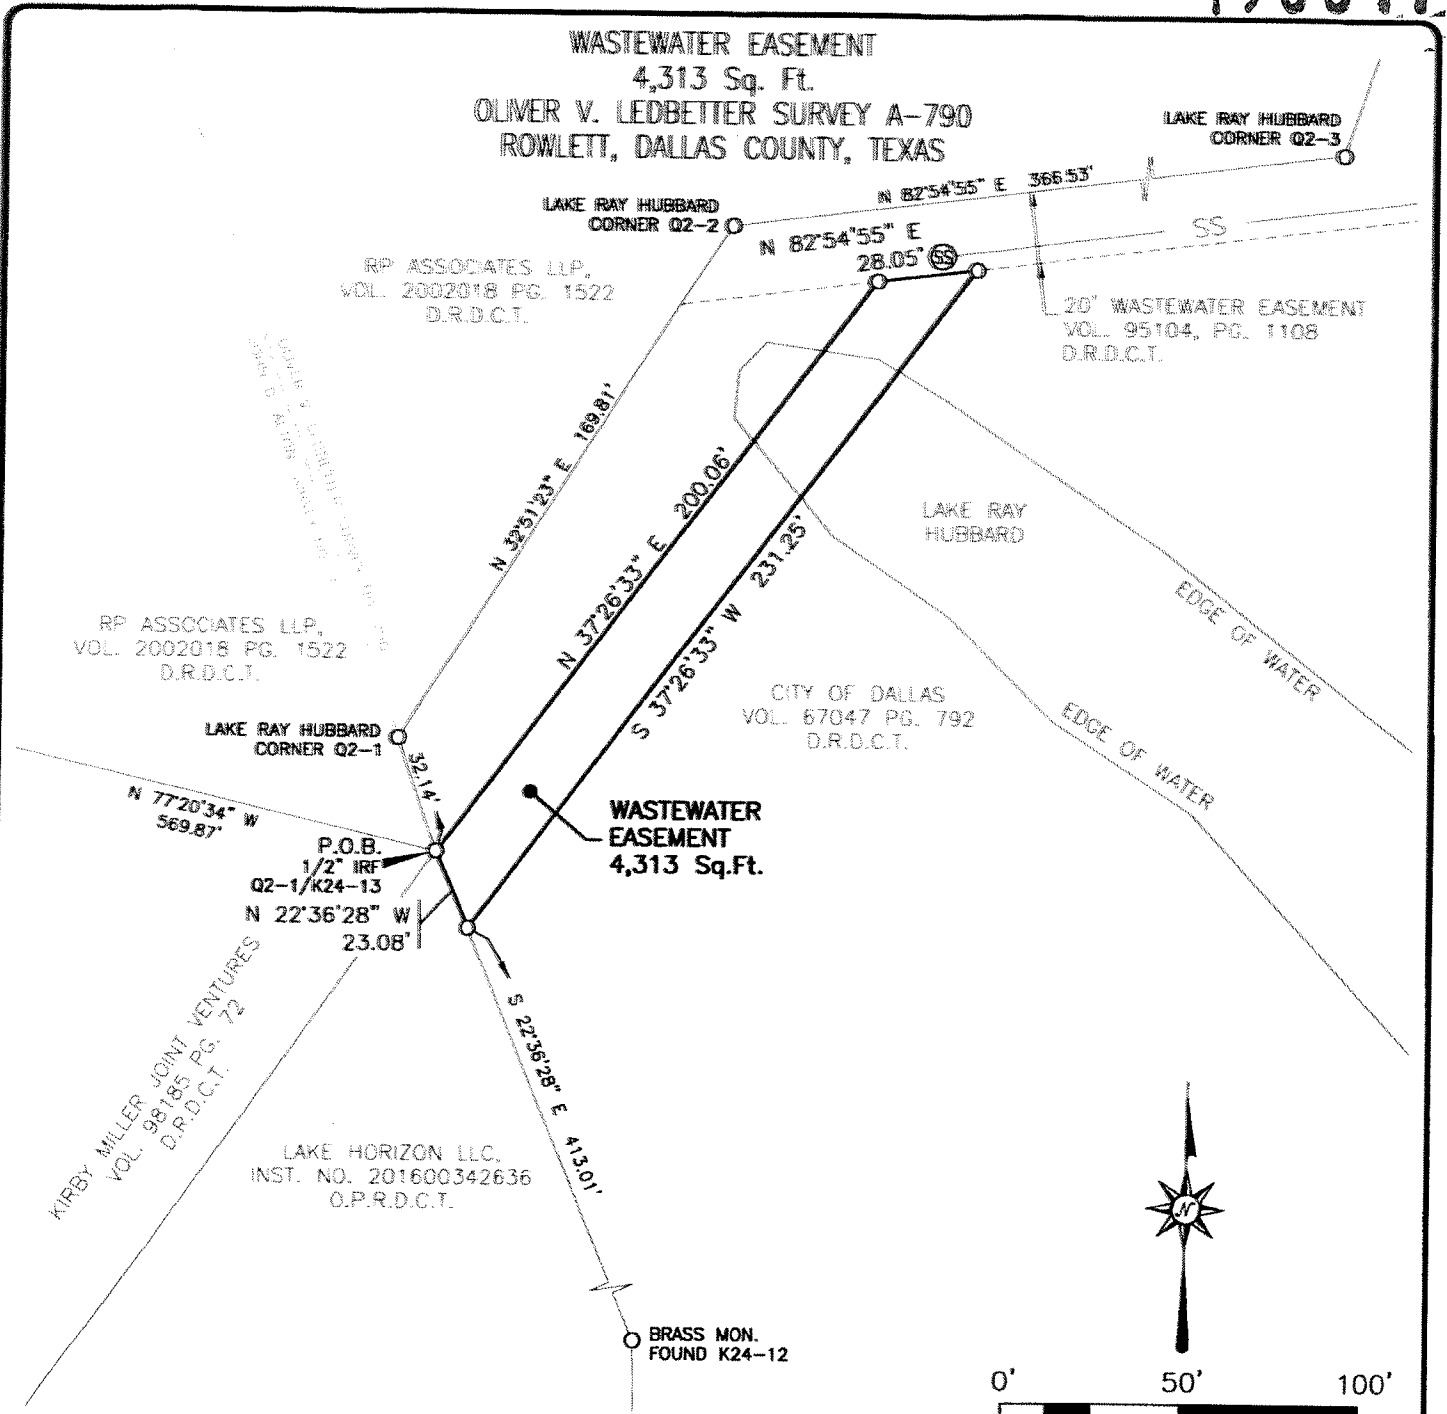 WASTEWATER EASEMENT
4,313 Sq. Ft.
OLIVER V. LEDBETTER SURVEY A-790
ROWLETT, DALLAS COUNTY, TEXAS
LAKE RAY HUBBARD
CORNER Q2-3
N 82°54'55" E 366.53'
LAKE RAY HUBBARD
CORNER Q2-2
N 82°54'55" E
28.05'
SS
SS
RP ASSOCIATES LLP,
VOL. 2002018 PG. 1522
D.R.D.C.T.
20' WASTEWATER EASEMENT
VOL. 95104, PG. 1108
D.R.D.C.T.
N 32°51'23" E 169.81'
N 37°26'33" E 200.06'
S 37°26'33" W 231.25'
LAKE RAY
HUBBARD
EDGE OF WATER
EDGE OF WATER
RP ASSOCIATES LLP,
VOL. 2002018 PG. 1522
D.R.D.C.T.
CITY OF DALLAS
VOL. 67047 PG. 792
D.R.D.C.T.
LAKE RAY HUBBARD
CORNER Q2-1
32.14'
N 77°20'34" W
569.87'
WASTEWATER
EASEMENT
4,313 Sq.Ft.
P.O.B.
1/2" IRF
Q2-1/K24-13
N 22°36'28" W
23.08'
S 22°36'28" E 413.01'
KIRBY MILLER JOINT VENTURES
VOL. 98185 PG. 72
D.R.D.C.T.
LAKE HORIZON LLC.
INST. NO. 201600342636
O.P.R.D.C.T.
N
BRASS MON.
FOUND K24-12
0' 50' 100'